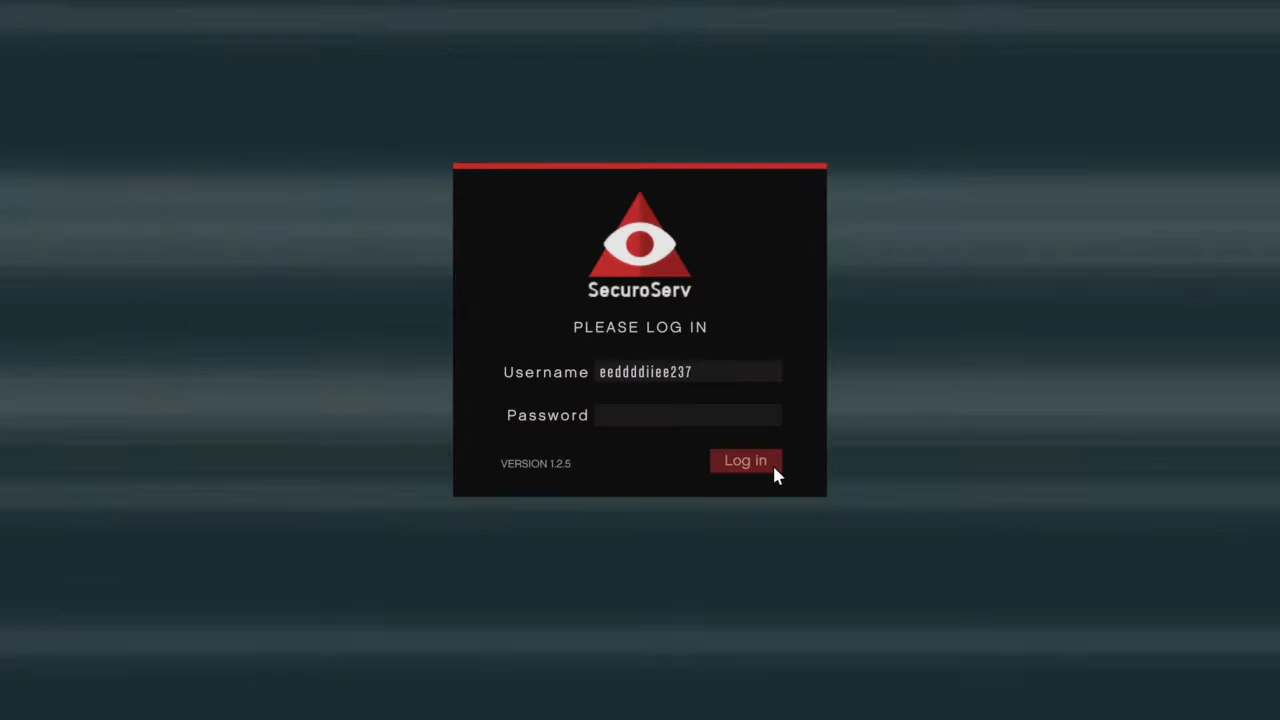 SecuroServ
PLEASE LOG IN
Username eeddddiiee237
Password
VERSION 1.2.5 Log in